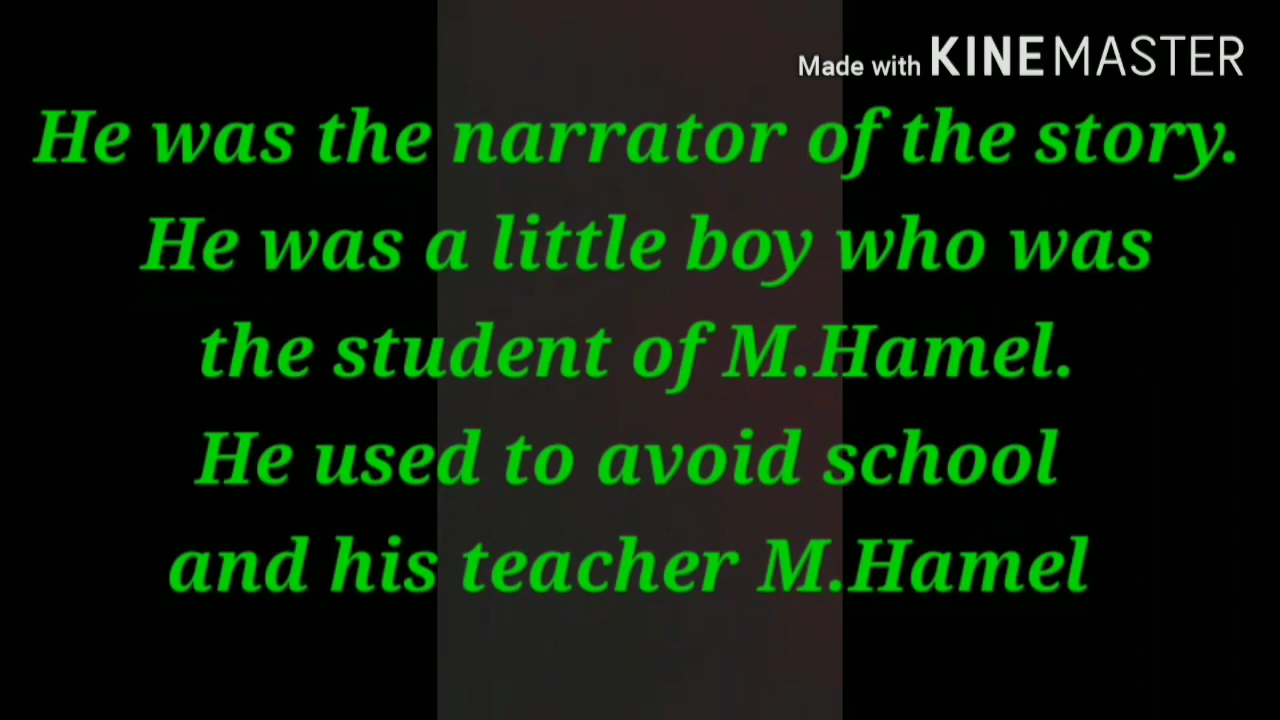 Made with KINEMASTER
He was the narrator of the story.
He was a little boy who was
the student of M.Hamel.
He used to avoid school
and his teacher M.Hamel